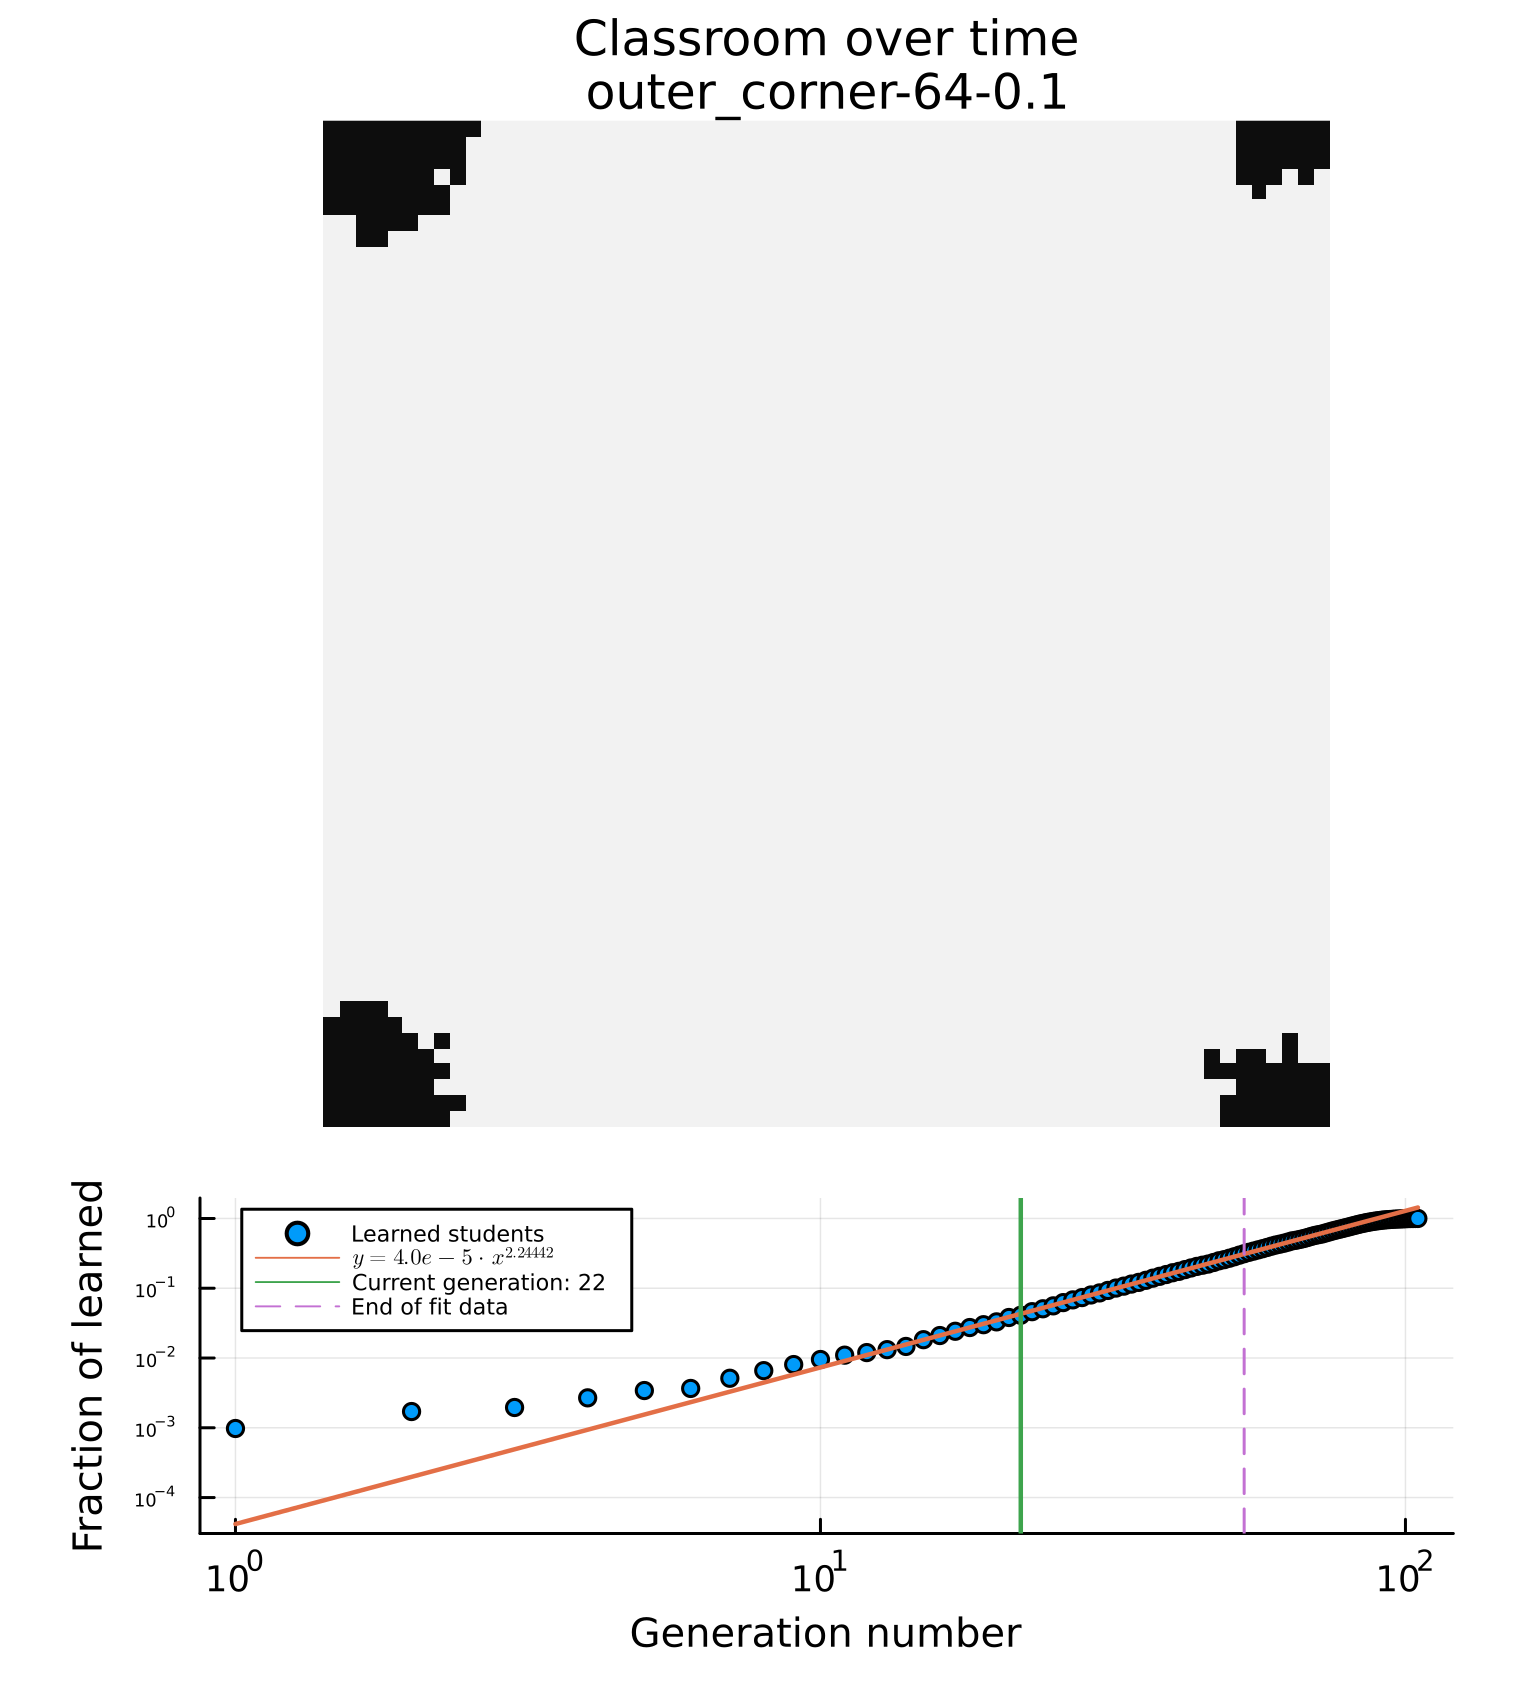 Classroom over time
outer_corner-64-0.1
Fraction of learned
10^0
10^-1
10^-2
10^-3
10^-4
Learned students
y = 4.0e − 5 · x^2.24442
Current generation: 22
End of fit data
10^0 10^1 10^2
Generation number